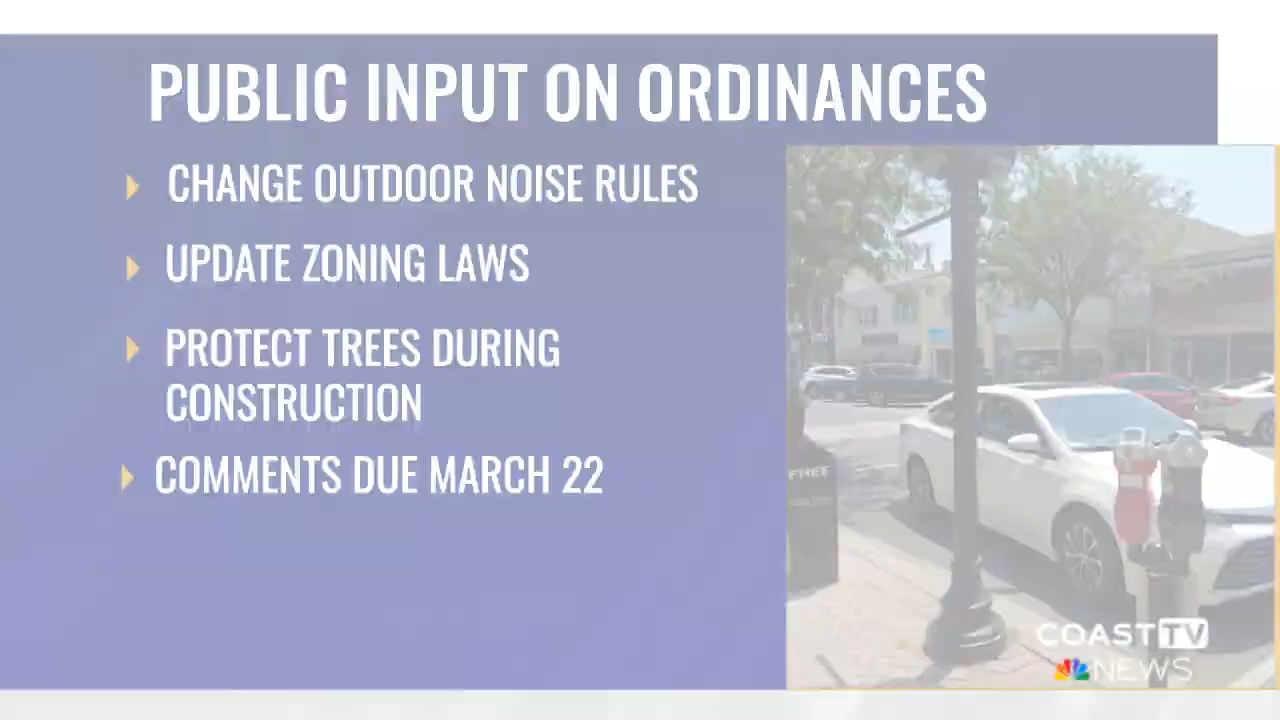 PUBLIC INPUT ON ORDINANCES
CHANGE OUTDOOR NOISE RULES
UPDATE ZONING LAWS
PROTECT TREES DURING
CONSTRUCTION
COMMENTS DUE MARCH 22
FREE
COAST TV
NEWS